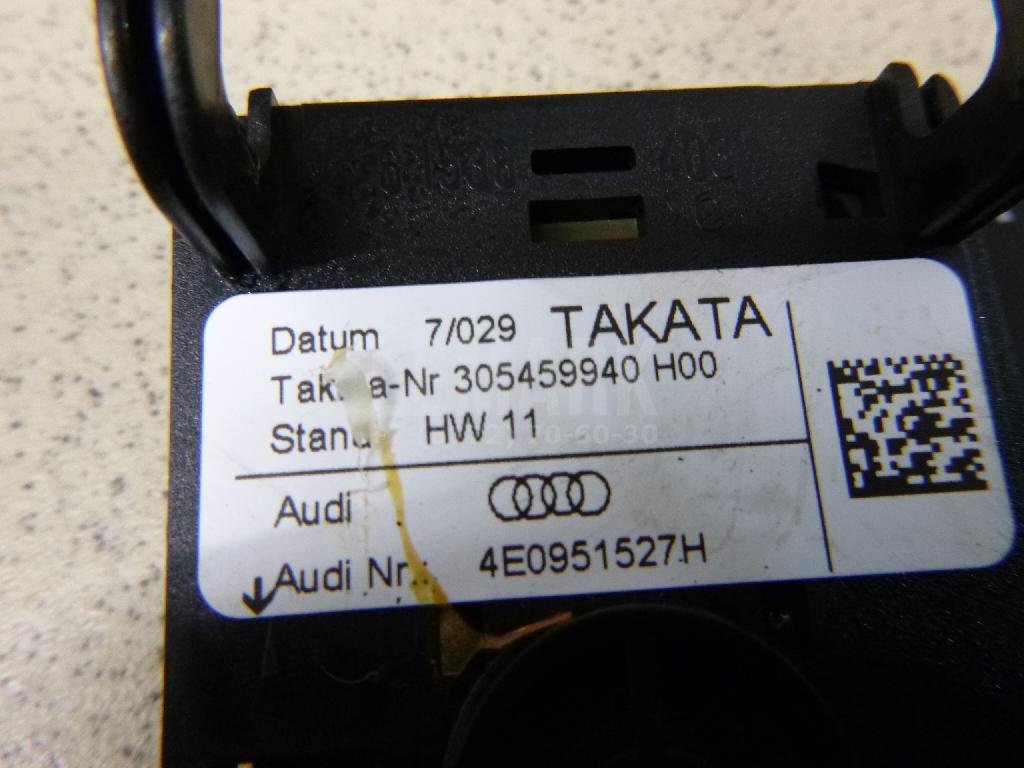 Datum 7/029 TAKATA
Takata-Nr 305459940 H00
Stand HW 11
Audi
Audi Nr.: 4E0951527H